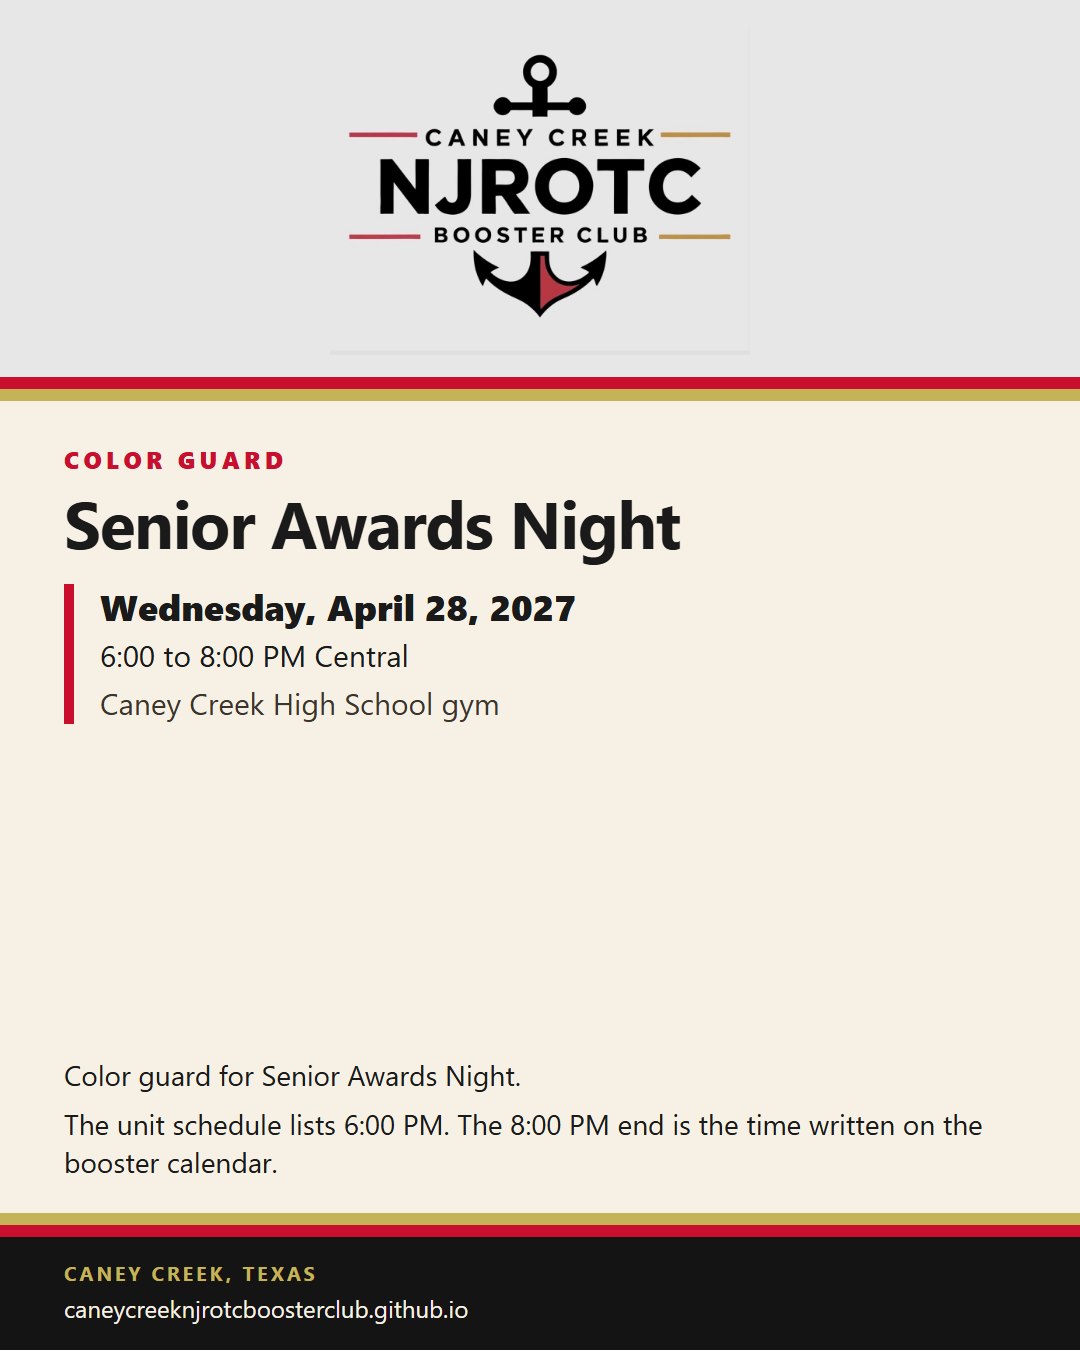 CANEY CREEK
NJROTC
BOOSTER CLUB
COLOR GUARD
Senior Awards Night
Wednesday, April 28, 2027
6:00 to 8:00 PM Central
Caney Creek High School gym
Color guard for Senior Awards Night.
The unit schedule lists 6:00 PM. The 8:00 PM end is the time written on the
booster calendar.
CANEY CREEK, TEXAS
caneycreeknjrotcboosterclub.github.io